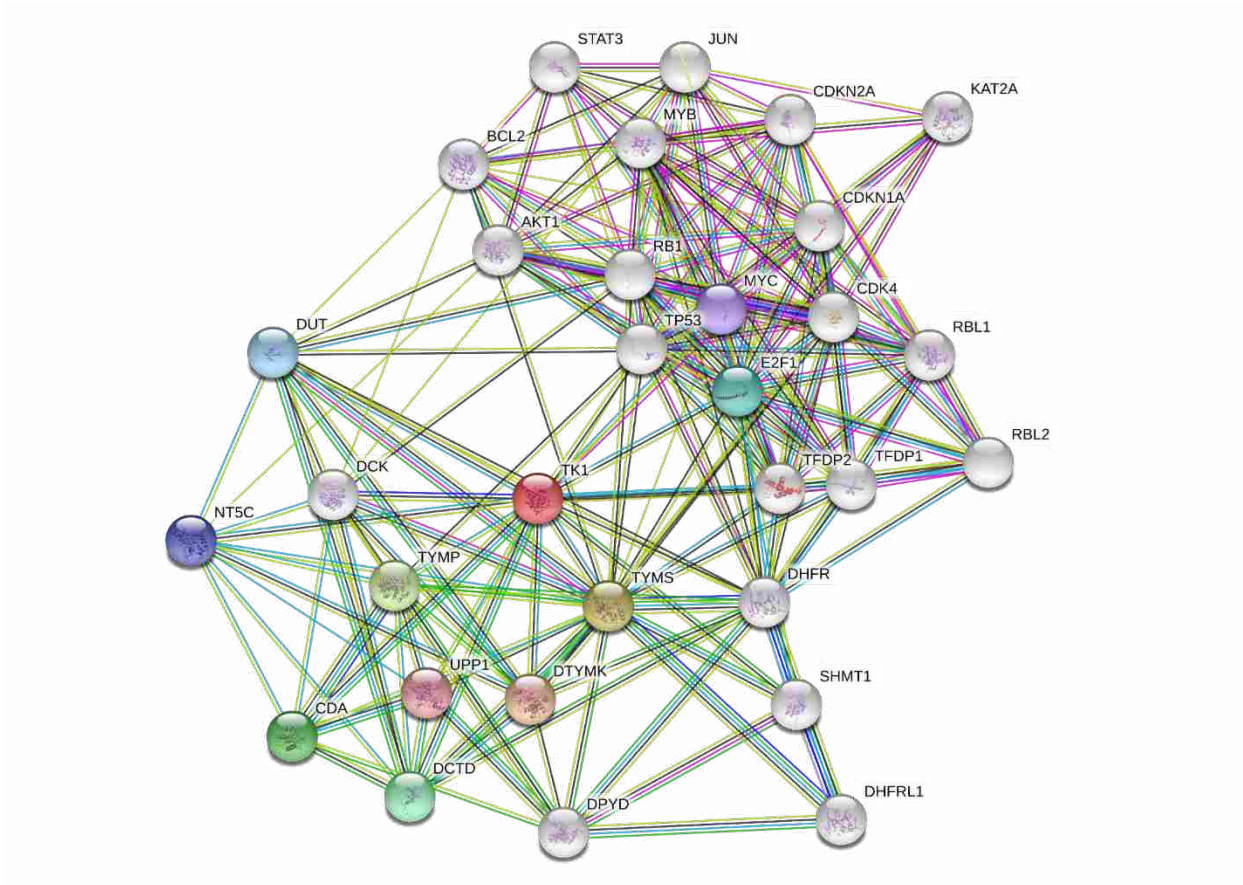 STAT3
JUN
CDKN2A
KAT2A
MYB
BCL2
CDKN1A
AKT1
RB1
MYC
CDK4
TP53
DUT
RBL1
E2F1
RBL2
TFDP2
TFDP1
DCK
TK1
NT5C
TYMP
TYMS
DHFR
UPP1
DTYMK
SHMT1
CDA
DCTD
DPYD
DHFRL1